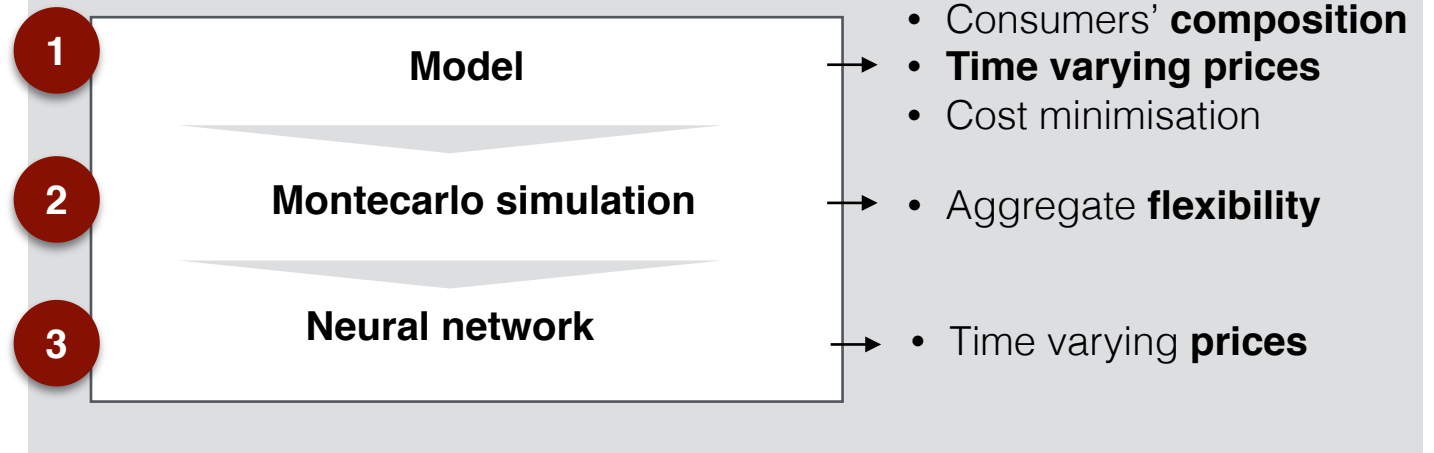 1
Model
• Consumers’ composition
• Time varying prices
• Cost minimisation
2
Montecarlo simulation
• Aggregate flexibility
3
Neural network
• Time varying prices